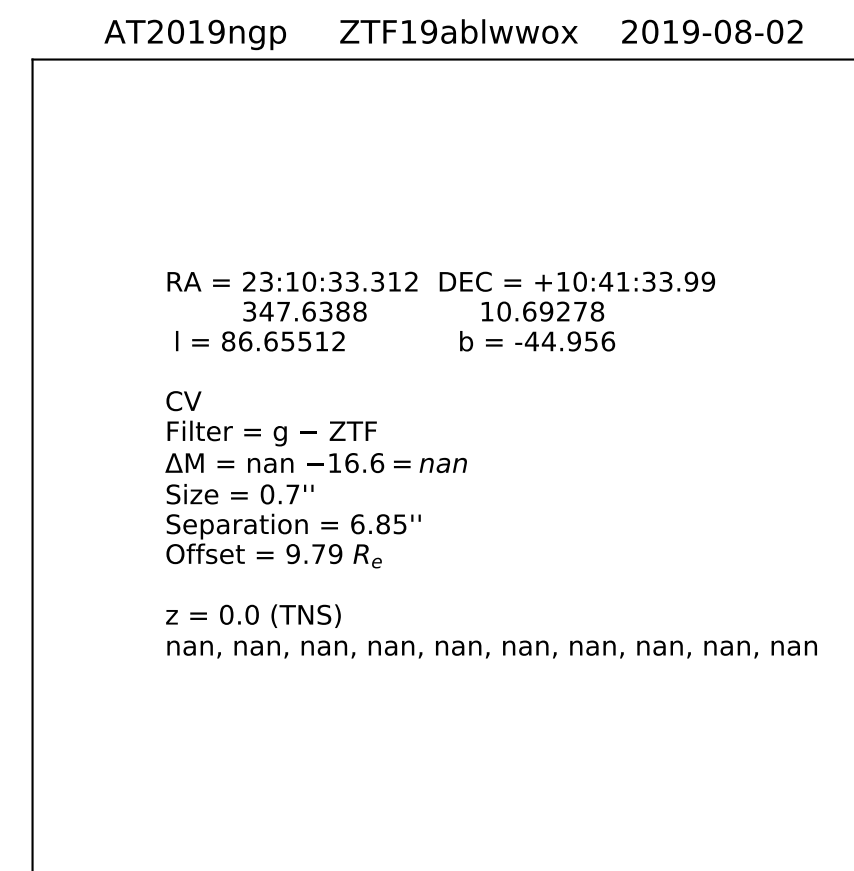 AT2019ngp ZTF19ablwwox 2019-08-02
RA = 23:10:33.312 DEC = +10:41:33.99
347.6388 10.69278
l = 86.65512 b = -44.956
CV
Filter = g − ZTF
ΔM = nan −16.6 = nan
Size = 0.7''
Separation = 6.85''
Offset = 9.79 Rₑ
z = 0.0 (TNS)
nan, nan, nan, nan, nan, nan, nan, nan, nan, nan